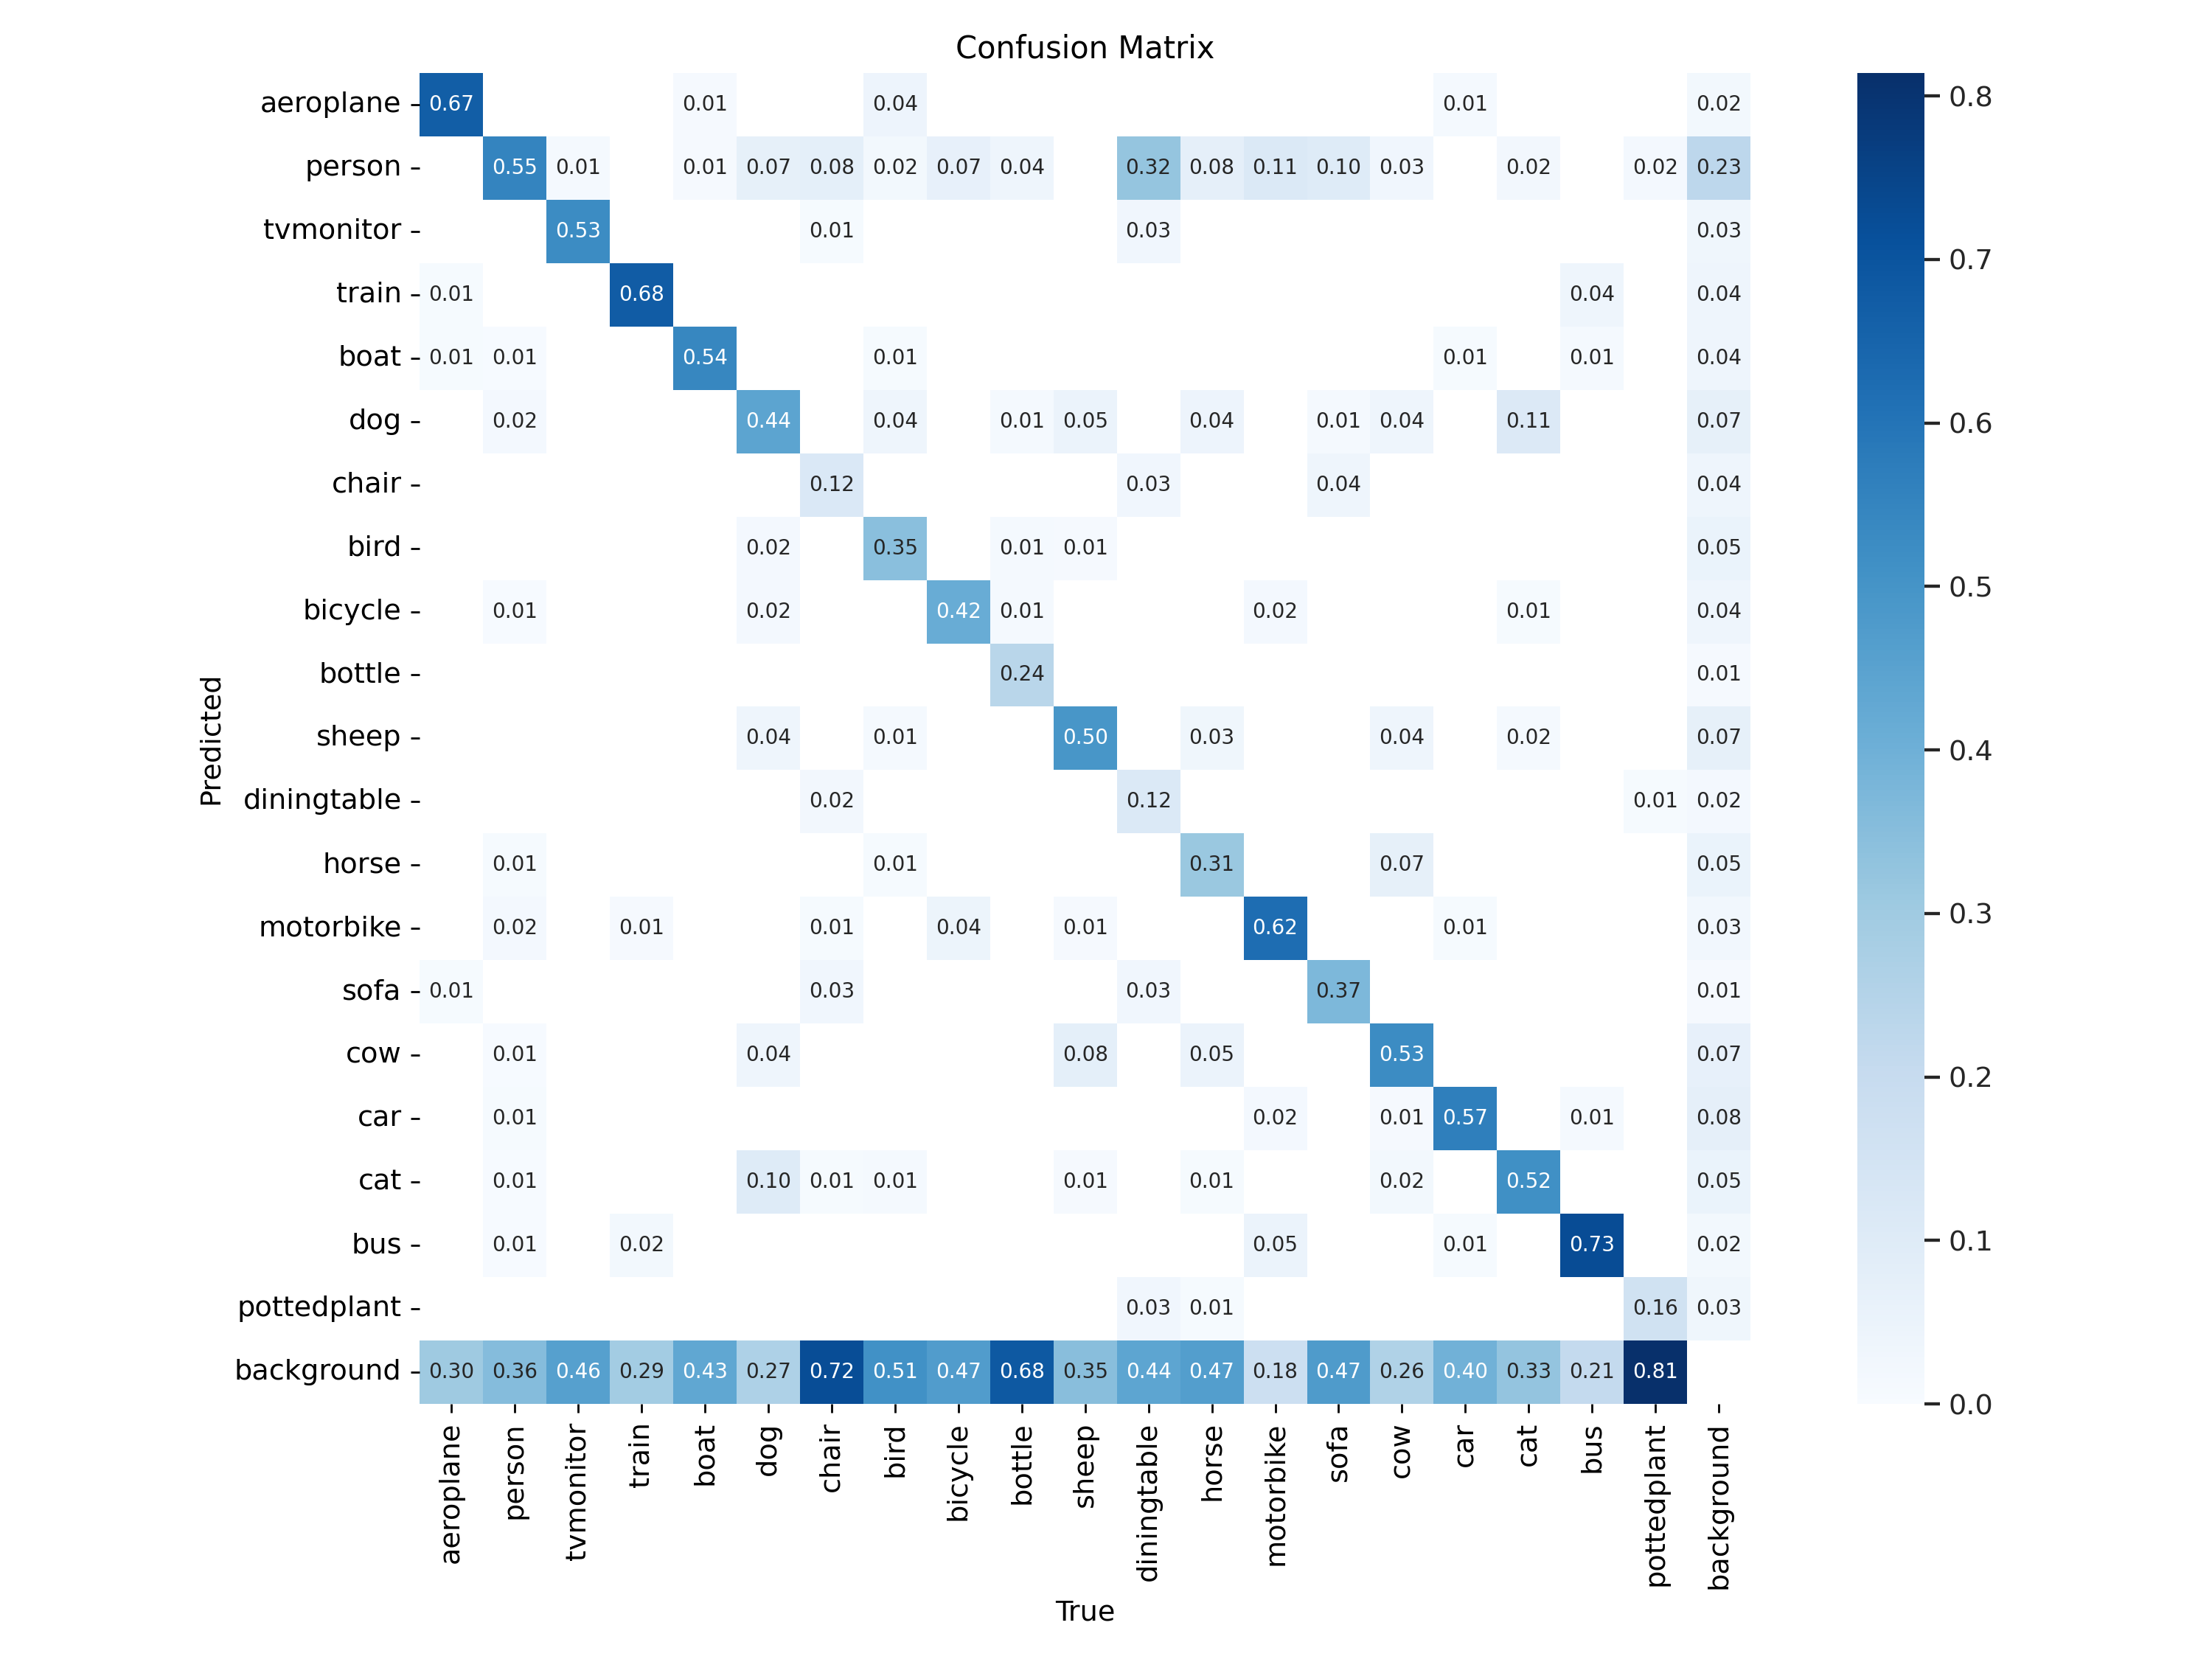 Confusion Matrix
aeroplane 0.67 0.01 0.04 0.01 0.02
person 0.55 0.01 0.01 0.07 0.08 0.02 0.07 0.04 0.32 0.08 0.11 0.10 0.03 0.02 0.02 0.23
tvmonitor 0.53 0.01 0.03 0.03
train 0.01 0.68 0.04 0.04
boat 0.01 0.01 0.54 0.01 0.01 0.01 0.04
dog 0.02 0.44 0.04 0.01 0.05 0.04 0.01 0.04 0.11 0.07
chair 0.12 0.03 0.04 0.04
bird 0.02 0.35 0.01 0.01 0.05
bicycle 0.01 0.02 0.42 0.01 0.02 0.01 0.04
bottle 0.24 0.01
sheep 0.04 0.01 0.50 0.03 0.04 0.02 0.07
diningtable 0.02 0.12 0.01 0.02
horse 0.01 0.01 0.31 0.07 0.05
motorbike 0.02 0.01 0.01 0.04 0.01 0.62 0.01 0.03
sofa 0.01 0.03 0.03 0.37 0.01
cow 0.01 0.04 0.08 0.05 0.53 0.07
car 0.01 0.02 0.01 0.57 0.01 0.08
cat 0.01 0.10 0.01 0.01 0.01 0.01 0.02 0.52 0.05
bus 0.01 0.02 0.05 0.01 0.73 0.02
pottedplant 0.03 0.01 0.16 0.03
background 0.30 0.36 0.46 0.29 0.43 0.27 0.72 0.51 0.47 0.68 0.35 0.44 0.47 0.18 0.47 0.26 0.40 0.33 0.21 0.81
Predicted
aeroplane person tvmonitor train boat dog chair bird bicycle bottle sheep diningtable horse motorbike sofa cow car cat bus pottedplant background
True
0.8
0.7
0.6
0.5
0.4
0.3
0.2
0.1
0.0